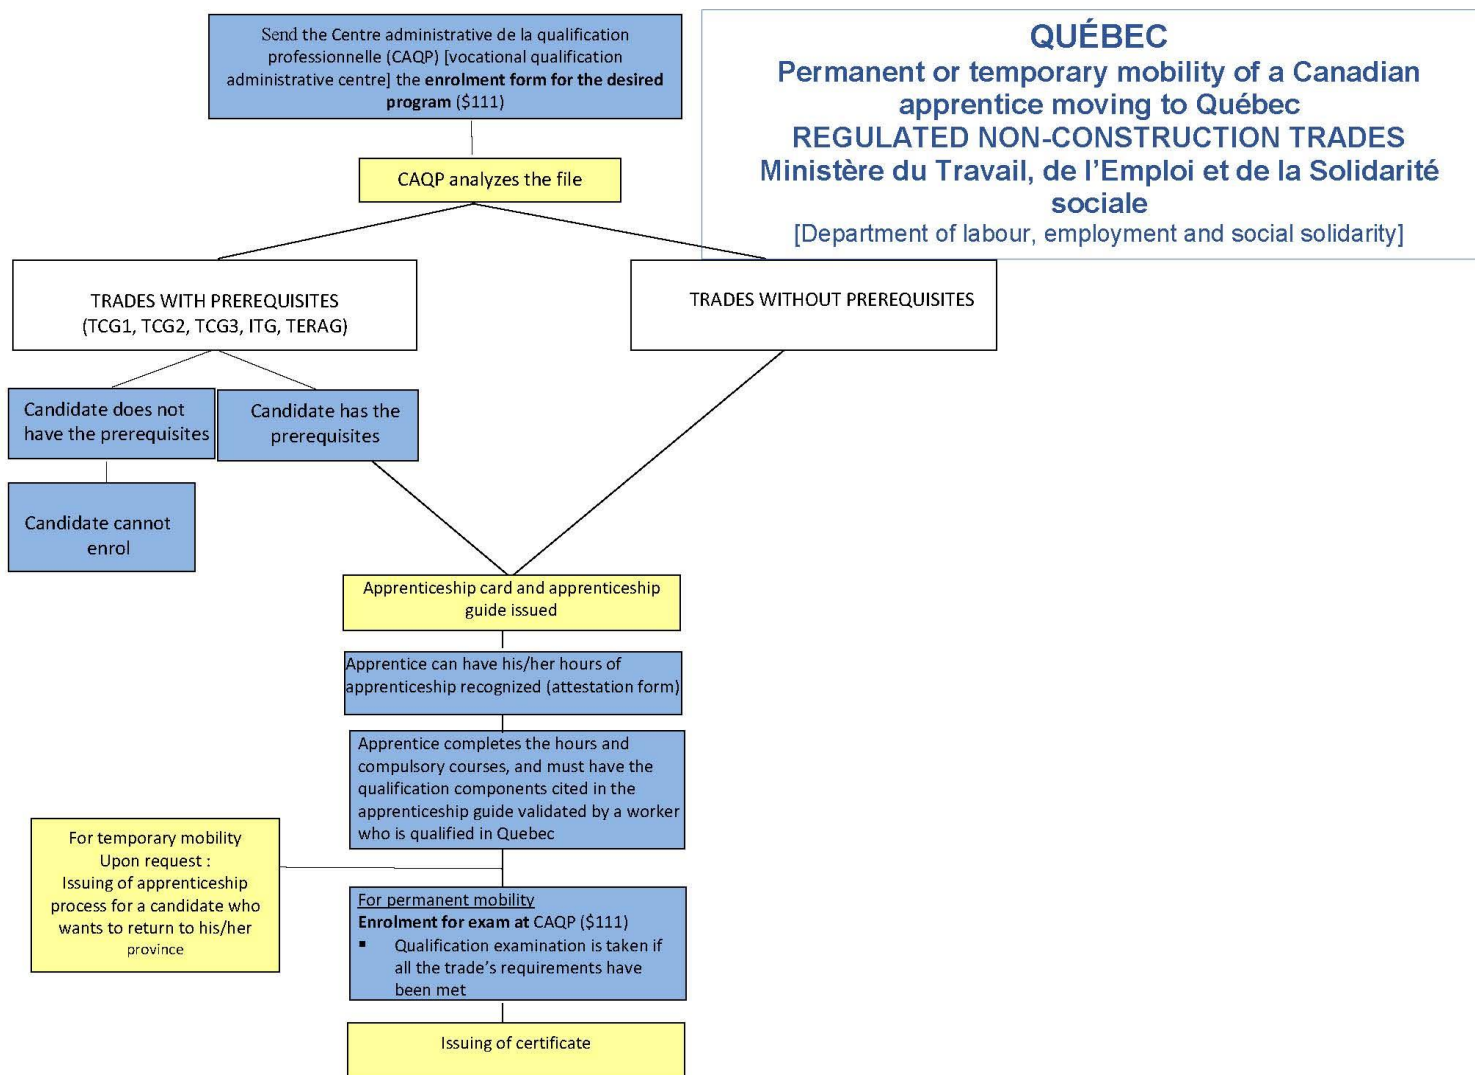 Send the Centre administrative de la qualification
professionnelle (CAQP) [vocational qualification
administrative centre] the enrolment form for the desired
program ($111)
QUÉBEC
Permanent or temporary mobility of a Canadian
apprentice moving to Québec
REGULATED NON-CONSTRUCTION TRADES
Ministère du Travail, de l'Emploi et de la Solidarité
sociale
[Department of labour, employment and social solidarity]
CAQP analyzes the file
TRADES WITH PREREQUISITES
(TCG1, TCG2, TCG3, ITG, TERAG)
TRADES WITHOUT PREREQUISITES
Candidate does not
have the prerequisites
Candidate has the
prerequisites
Candidate cannot
enrol
Apprenticeship card and apprenticeship
guide issued
Apprentice can have his/her hours of
apprenticeship recognized (attestation form)
Apprentice completes the hours and
compulsory courses, and must have the
qualification components cited in the
apprenticeship guide validated by a worker
who is qualified in Quebec
For temporary mobility
Upon request :
Issuing of apprenticeship
process for a candidate who
wants to return to his/her
province
For permanent mobility
Enrolment for exam at CAQP ($111)
▪ Qualification examination is taken if
all the trade's requirements have
been met
Issuing of certificate